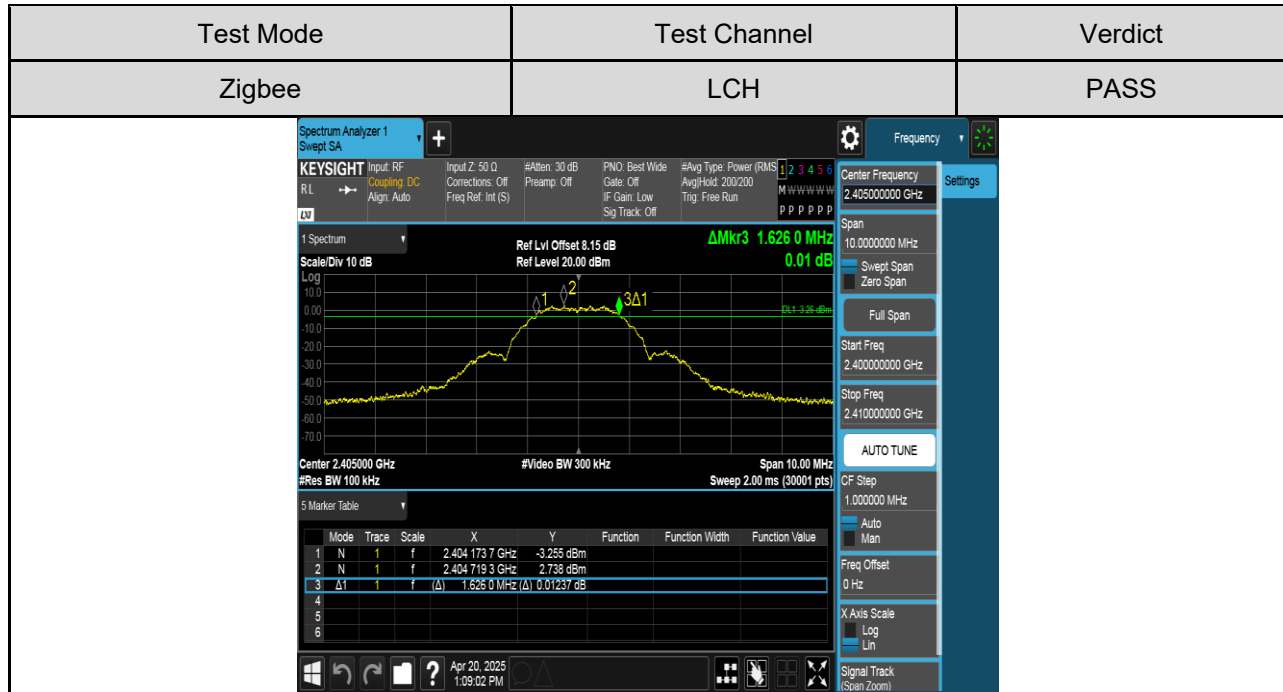 Test Mode Test Channel Verdict
Zigbee LCH PASS
Spectrum Analyzer 1
Swept SA
+
Frequency
KEYSIGHT Input: RF Input Z: 50 Ω #Atten: 30 dB PNO: Best Wide #Avg Type: Power (RMS 1 2 3 4 5 6
RL Coupling: DC Corrections: Off Preamp: Off Gate: Off Avg|Hold: 200/200 M W W W W W
Align: Auto Freq Ref: Int (S) IF Gain: Low Trig: Free Run
LXI Sig Track: Off P P P P P P
Center Frequency
2.405000000 GHz
Settings
1 Spectrum Ref Lvl Offset 8.15 dB ΔMkr3 1.626 0 MHz
Scale/Div 10 dB Ref Level 20.00 dBm 0.01 dB
Log
10.0
0.00
-10.0
-20.0
-30.0
-40.0
-50.0
-60.0
-70.0
1 2 3Δ1
DL1 -3.26 dBm
Center 2.405000 GHz #Video BW 300 kHz Span 10.00 MHz
#Res BW 100 kHz Sweep 2.00 ms (30001 pts)
Span
10.0000000 MHz
Swept Span
Zero Span
Full Span
Start Freq
2.400000000 GHz
Stop Freq
2.410000000 GHz
AUTO TUNE
CF Step
1.000000 MHz
Auto
Man
Freq Offset
0 Hz
X Axis Scale
Log
Lin
Signal Track
(Span Zoom)
5 Marker Table
Mode Trace Scale X Y Function Function Width Function Value
1 N 1 f 2.404 173 7 GHz -3.255 dBm
2 N 1 f 2.404 719 3 GHz 2.738 dBm
3 Δ1 1 f (Δ) 1.626 0 MHz (Δ) 0.01237 dB
4
5
6
? Apr 20, 2025
1:09:02 PM